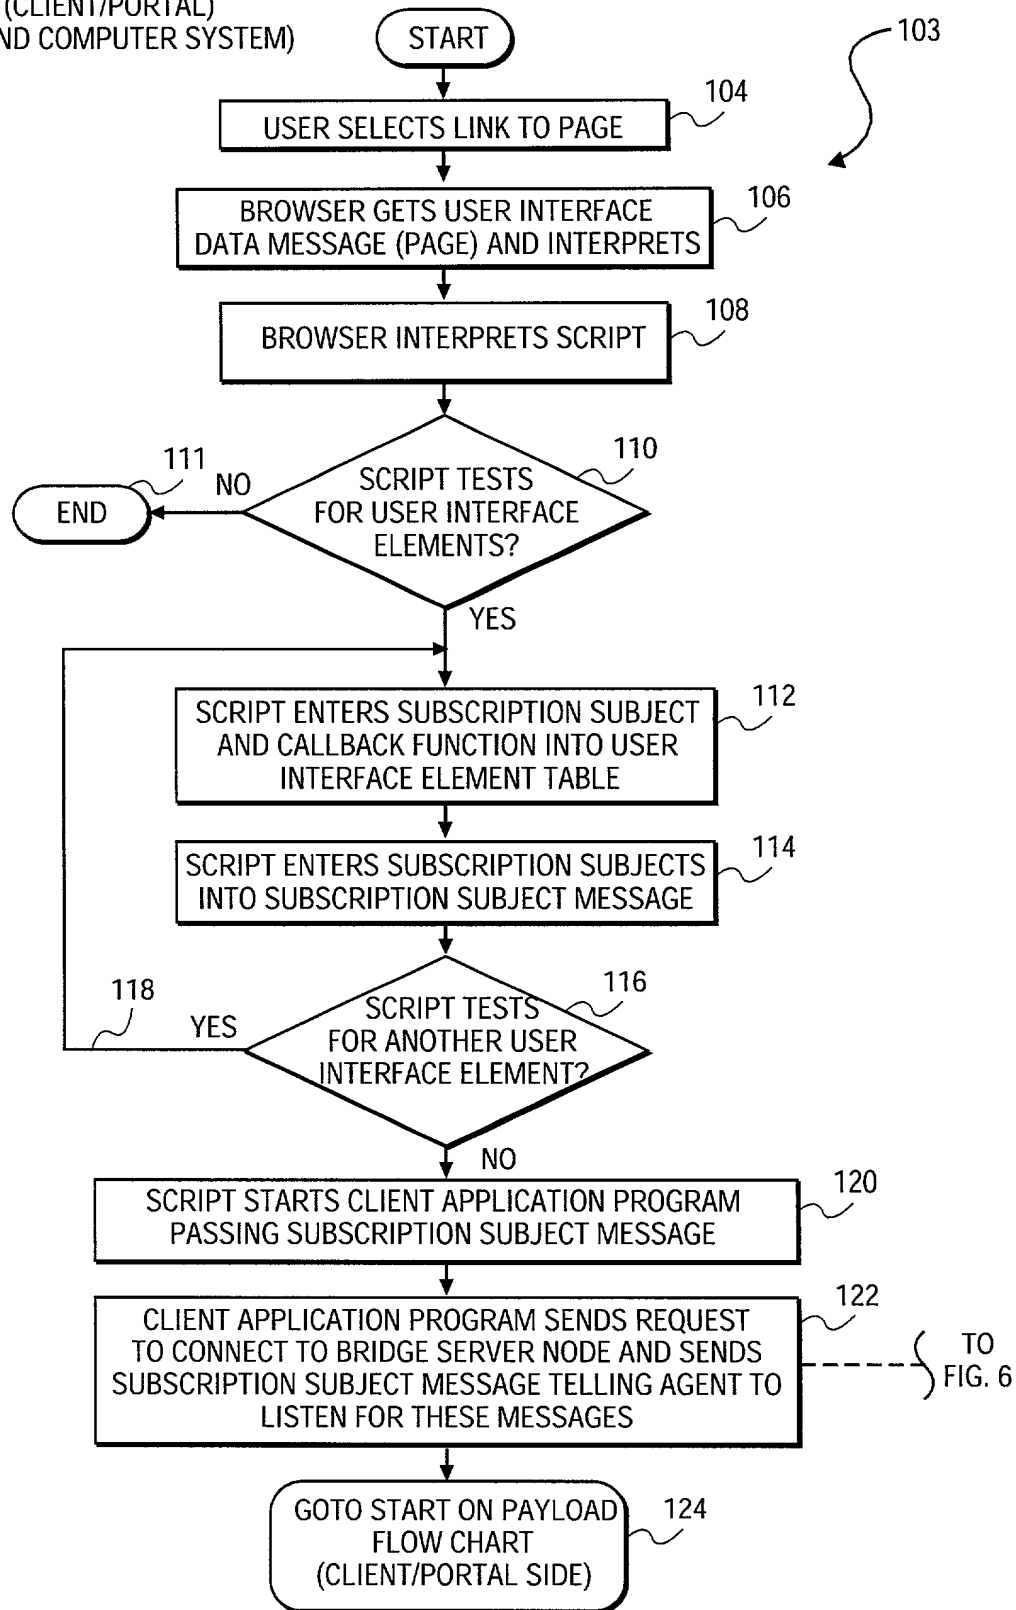 (CLIENT/PORTAL)
ND COMPUTER SYSTEM)
START
103
104
USER SELECTS LINK TO PAGE
106
BROWSER GETS USER INTERFACE
DATA MESSAGE (PAGE) AND INTERPRETS
108
BROWSER INTERPRETS SCRIPT
110
SCRIPT TESTS
FOR USER INTERFACE
ELEMENTS?
111
NO
END
YES
112
SCRIPT ENTERS SUBSCRIPTION SUBJECT
AND CALLBACK FUNCTION INTO USER
INTERFACE ELEMENT TABLE
114
SCRIPT ENTERS SUBSCRIPTION SUBJECTS
INTO SUBSCRIPTION SUBJECT MESSAGE
116
SCRIPT TESTS
FOR ANOTHER USER
INTERFACE ELEMENT?
118
YES
NO
120
SCRIPT STARTS CLIENT APPLICATION PROGRAM
PASSING SUBSCRIPTION SUBJECT MESSAGE
122
CLIENT APPLICATION PROGRAM SENDS REQUEST
TO CONNECT TO BRIDGE SERVER NODE AND SENDS
SUBSCRIPTION SUBJECT MESSAGE TELLING AGENT TO
LISTEN FOR THESE MESSAGES
TO
FIG. 6
124
GOTO START ON PAYLOAD
FLOW CHART
(CLIENT/PORTAL SIDE)